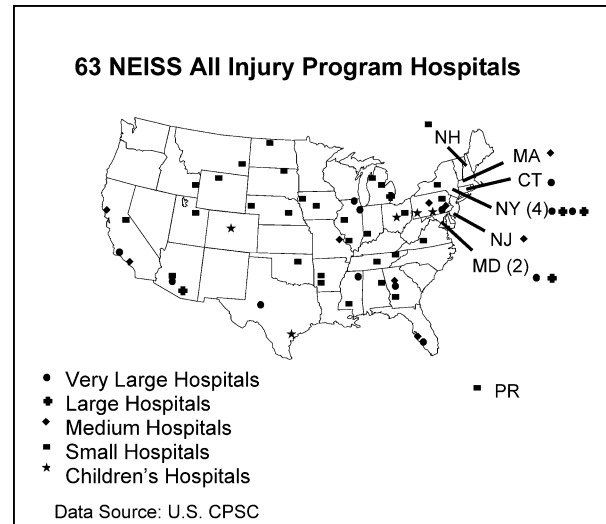 63 NEISS All Injury Program Hospitals
NH
MA
CT
NY (4)
NJ
MD (2)
PR
Very Large Hospitals
Large Hospitals
Medium Hospitals
Small Hospitals
Children's Hospitals
Data Source: U.S. CPSC